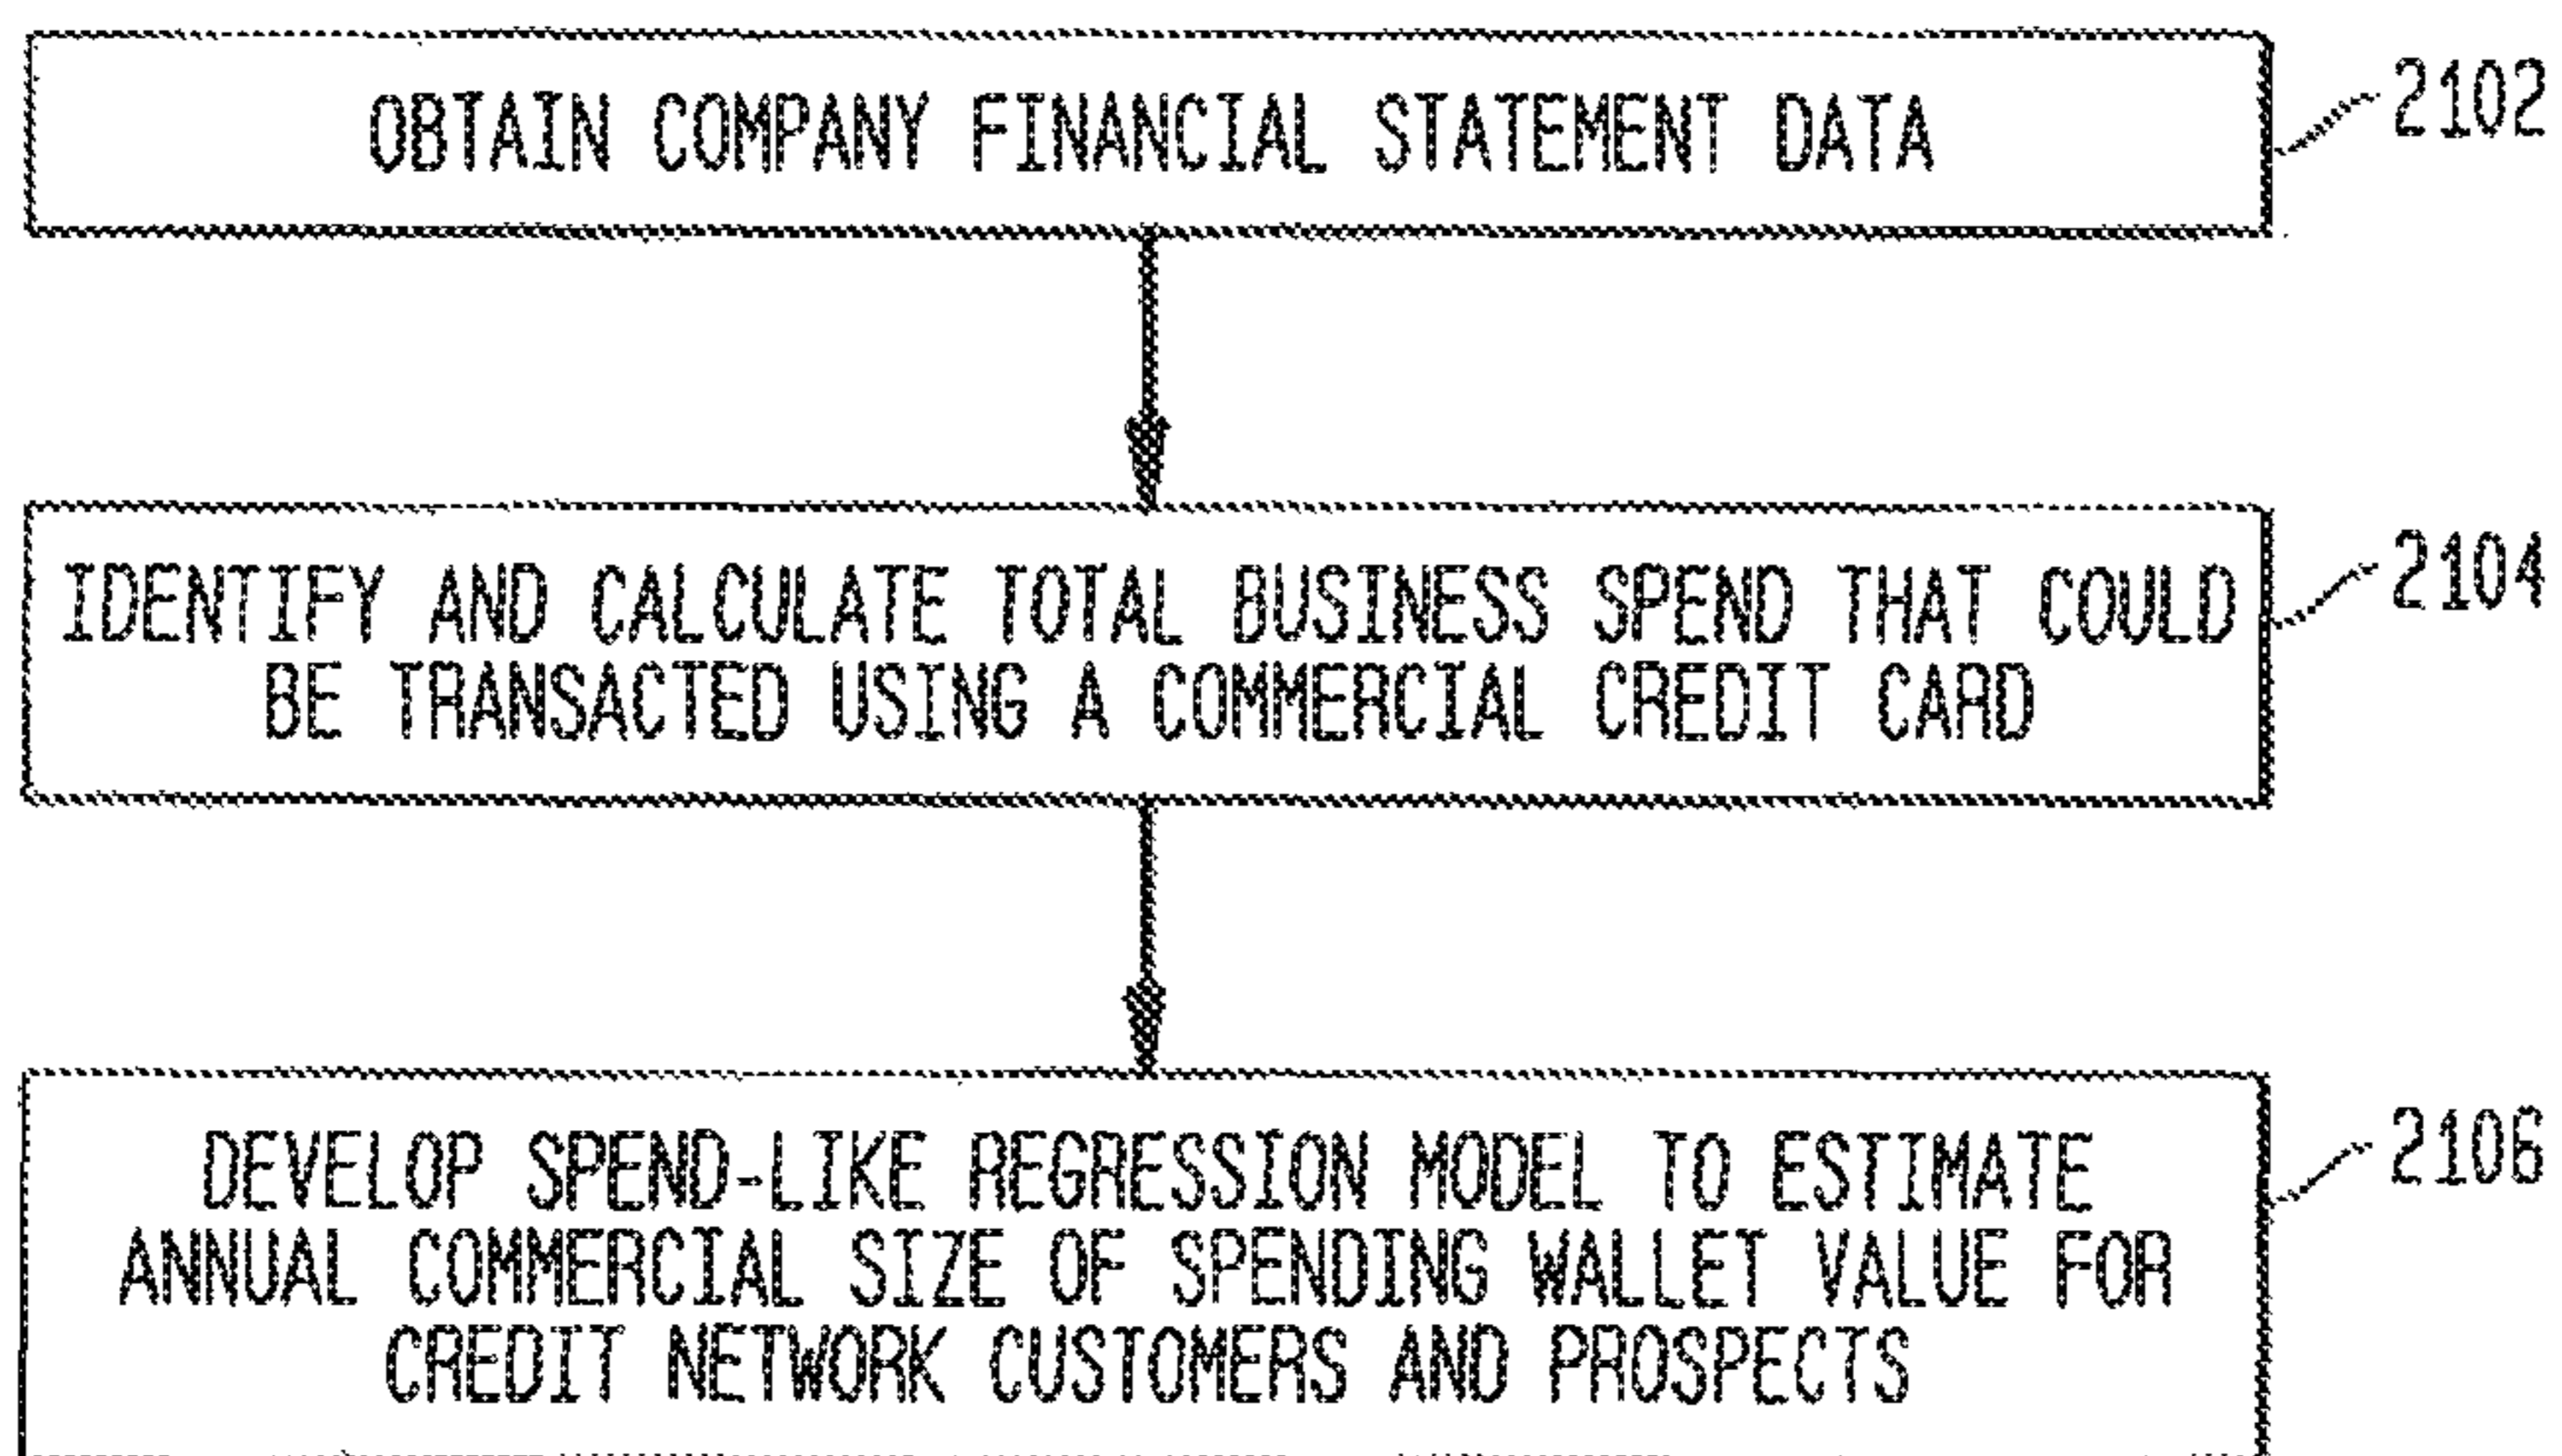 OBTAIN COMPANY FINANCIAL STATEMENT DATA
2102
IDENTIFY AND CALCULATE TOTAL BUSINESS SPEND THAT COULD
BE TRANSACTED USING A COMMERCIAL CREDIT CARD
2104
DEVELOP SPEND-LIKE REGRESSION MODEL TO ESTIMATE
ANNUAL COMMERCIAL SIZE OF SPENDING WALLET VALUE FOR
CREDIT NETWORK CUSTOMERS AND PROSPECTS
2106